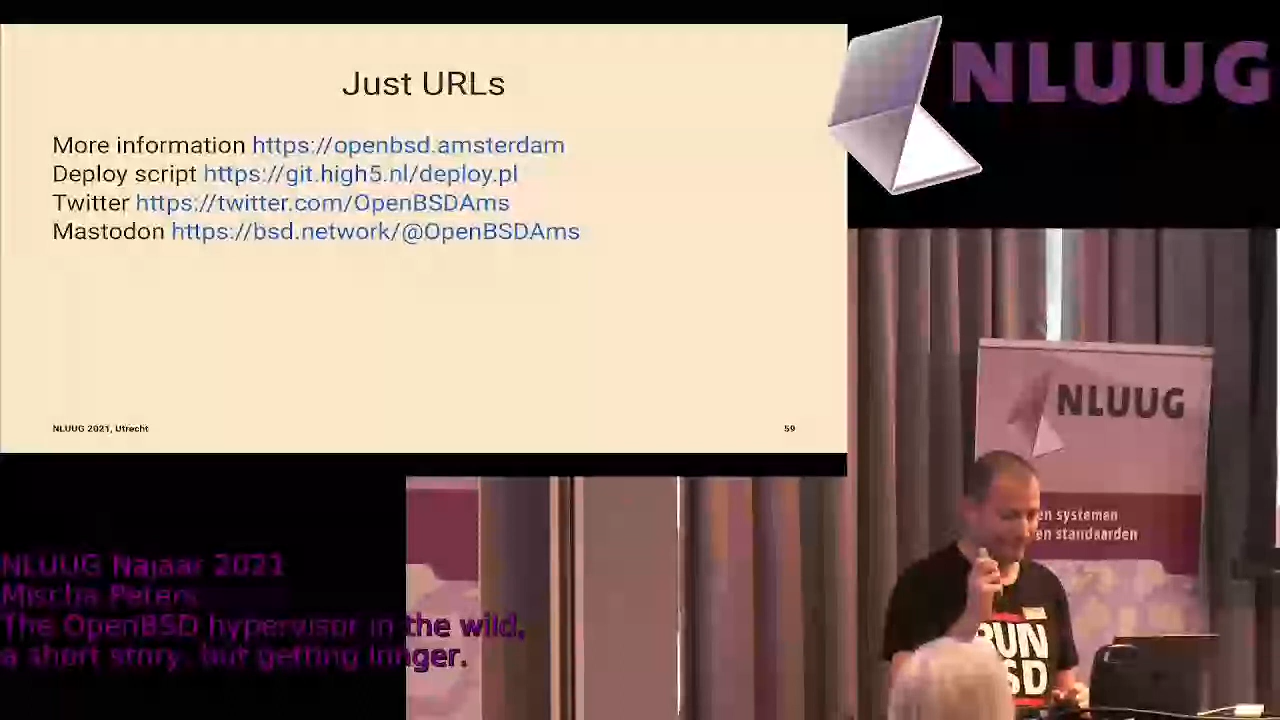 Just URLs
More information https://openbsd.amsterdam
Deploy script https://git.high5.nl/deploy.pl
Twitter https://twitter.com/OpenBSDAms
Mastodon https://bsd.network/@OpenBSDAms
NLUUG 2021, Utrecht
59
NLUUG
NLUUG
en systemen
en standaarden
RUN
BSD
NLUUG Najaar 2021
Mischa Peters
The OpenBSD hypervisor in the wild,
a short story, but getting longer.